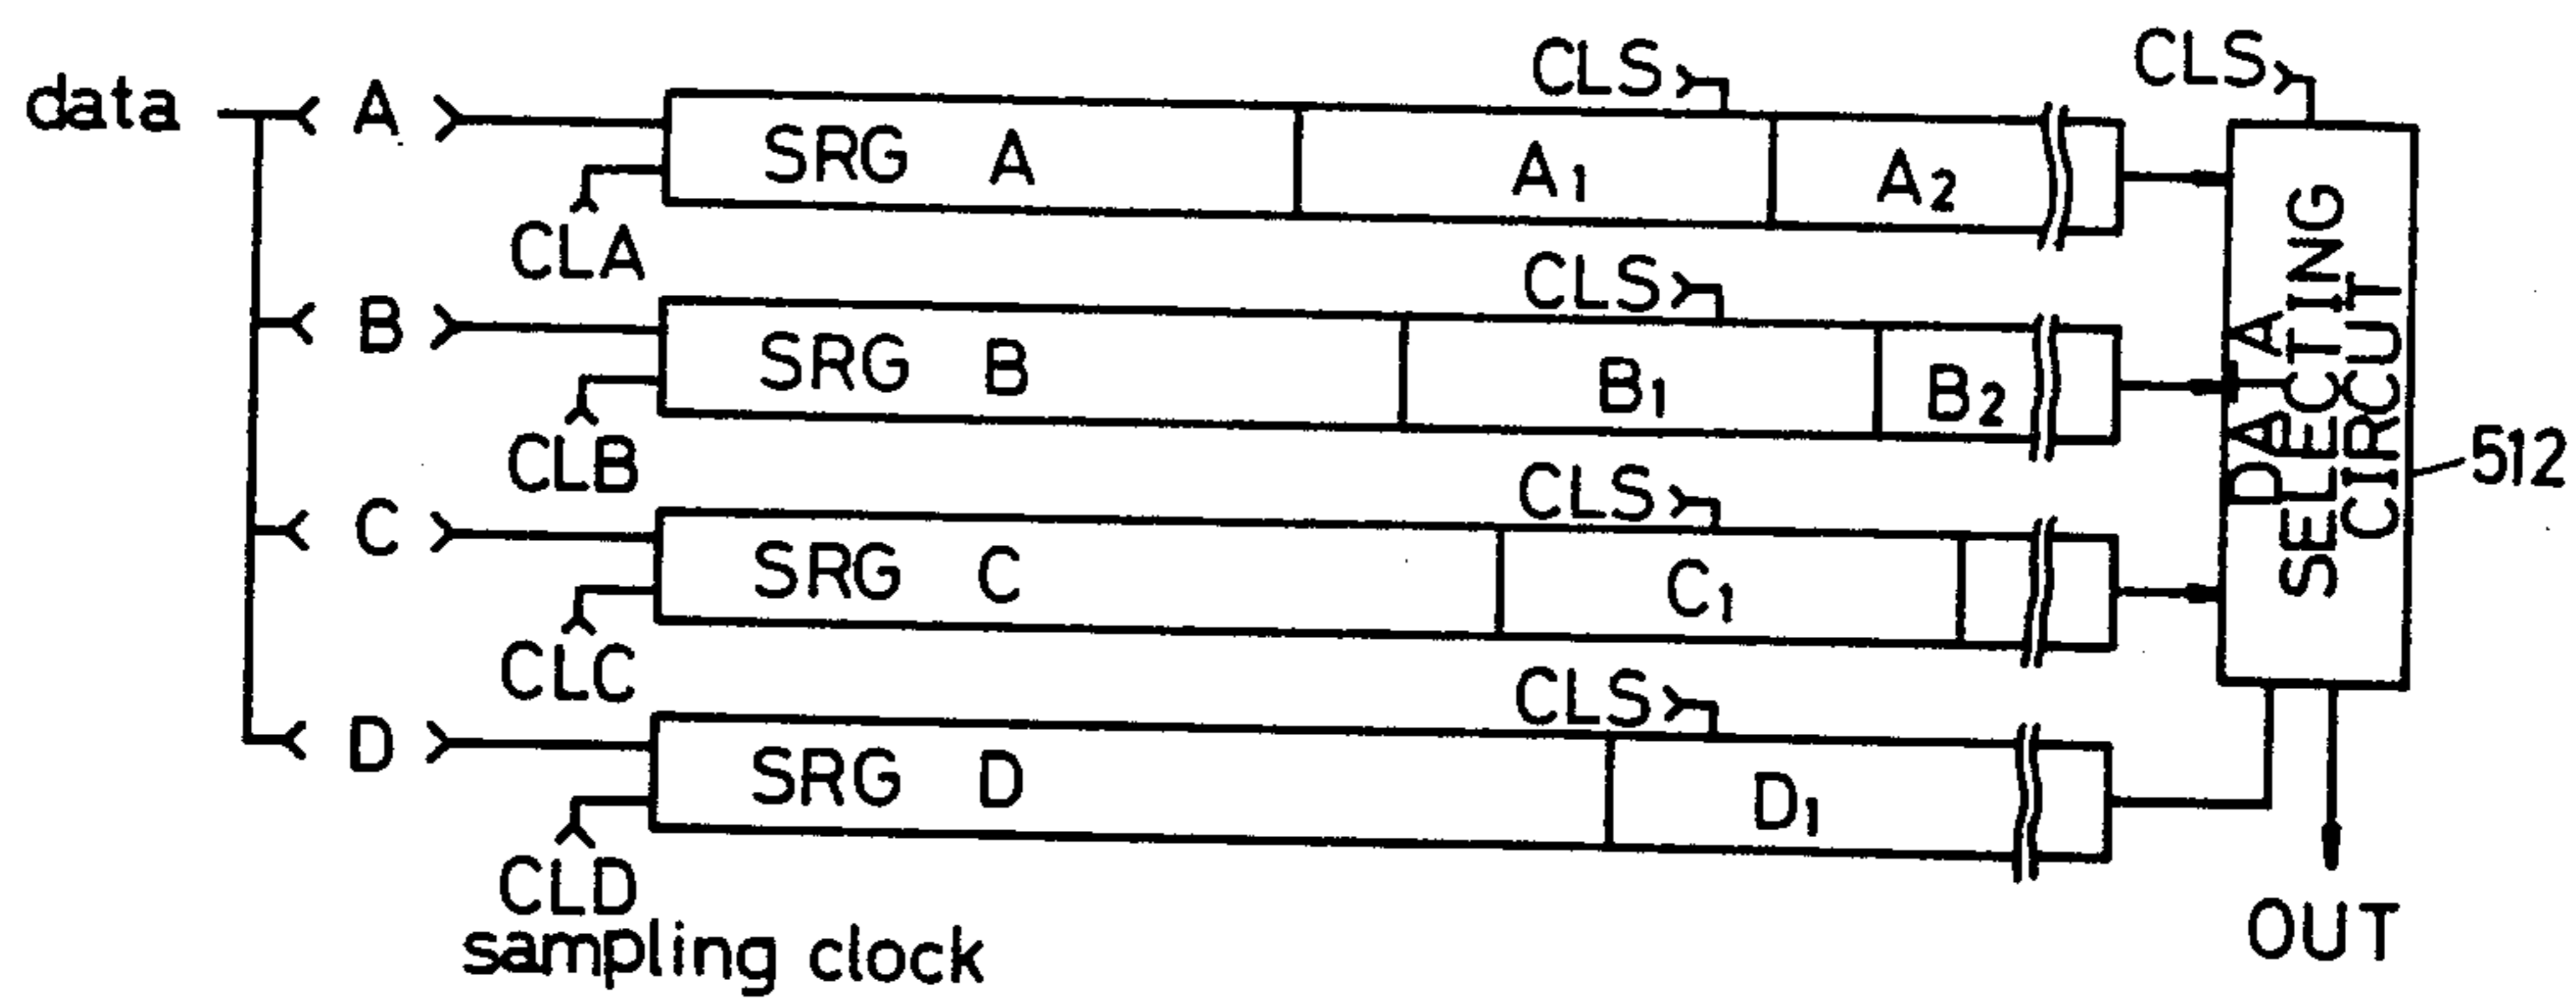 data
A
SRG A
A1
A2
CLS
CLS
CLA
B
SRG B
B1
B2
CLS
CLB
C
SRG C
C1
CLS
CLC
D
SRG D
D1
CLS
CLD
sampling clock
DATA
SELECTING
CIRCUT
512
OUT